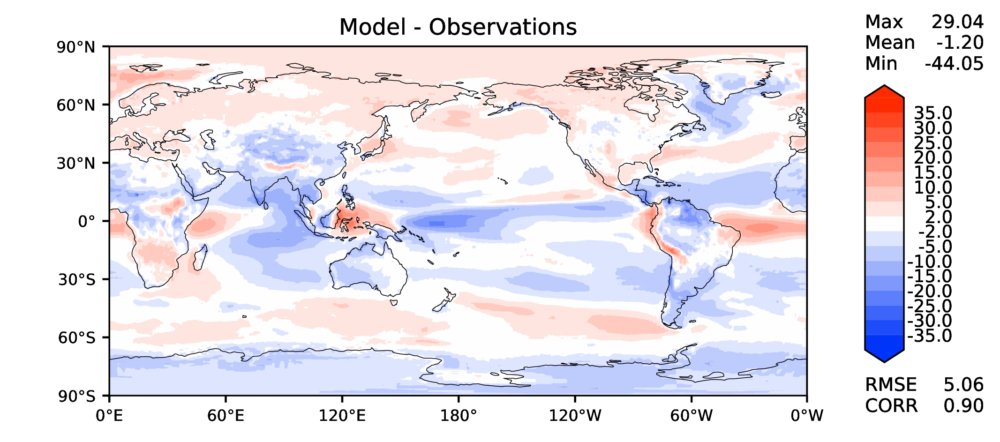 Model - Observations
Max 29.04
Mean -1.20
Min -44.05
90°N
60°N
30°N
0°
30°S
60°S
90°S
0°E 60°E 120°E 180° 120°W 60°W 0°W
35.0
30.0
25.0
20.0
15.0
10.0
5.0
2.0
-2.0
-5.0
-10.0
-15.0
-20.0
-25.0
-30.0
-35.0
RMSE 5.06
CORR 0.90